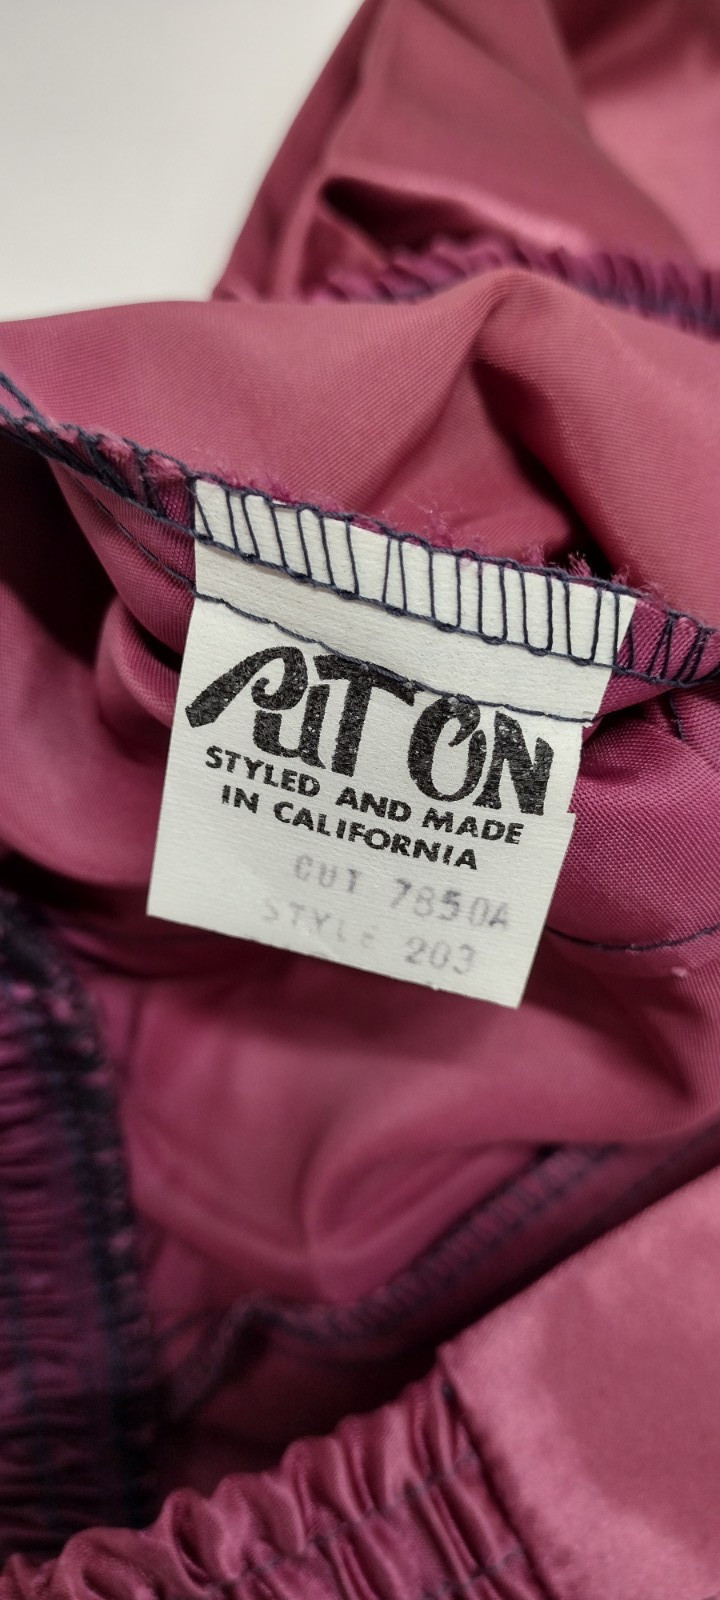 PUT ON
STYLED AND MADE
IN CALIFORNIA
CUT 7850A
STYLE 203